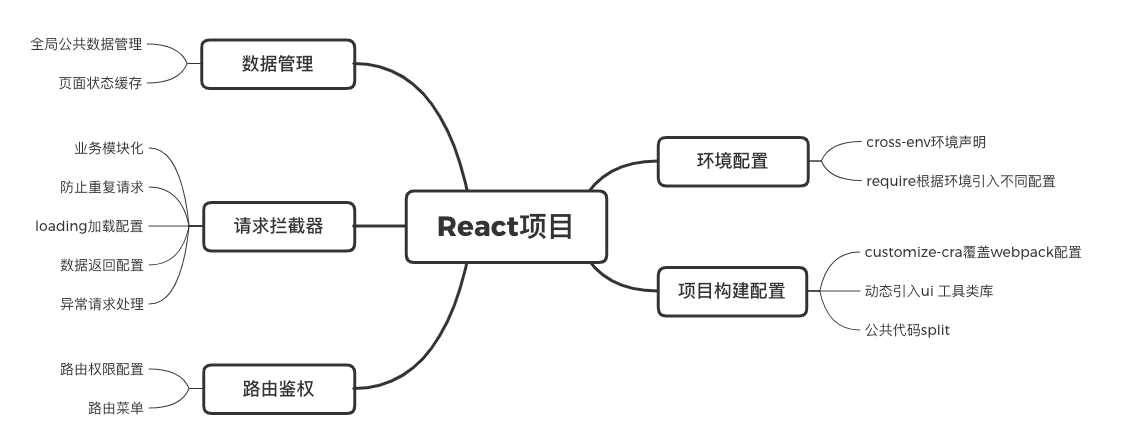 React项目
环境配置
cross-env环境声明
require根据环境引入不同配置
项目构建配置
customize-cra覆盖webpack配置
动态引入ui 工具类库
公共代码split
数据管理
全局公共数据管理
页面状态缓存
请求拦截器
业务模块化
防止重复请求
loading加载配置
数据返回配置
异常请求处理
路由鉴权
路由权限配置
路由菜单